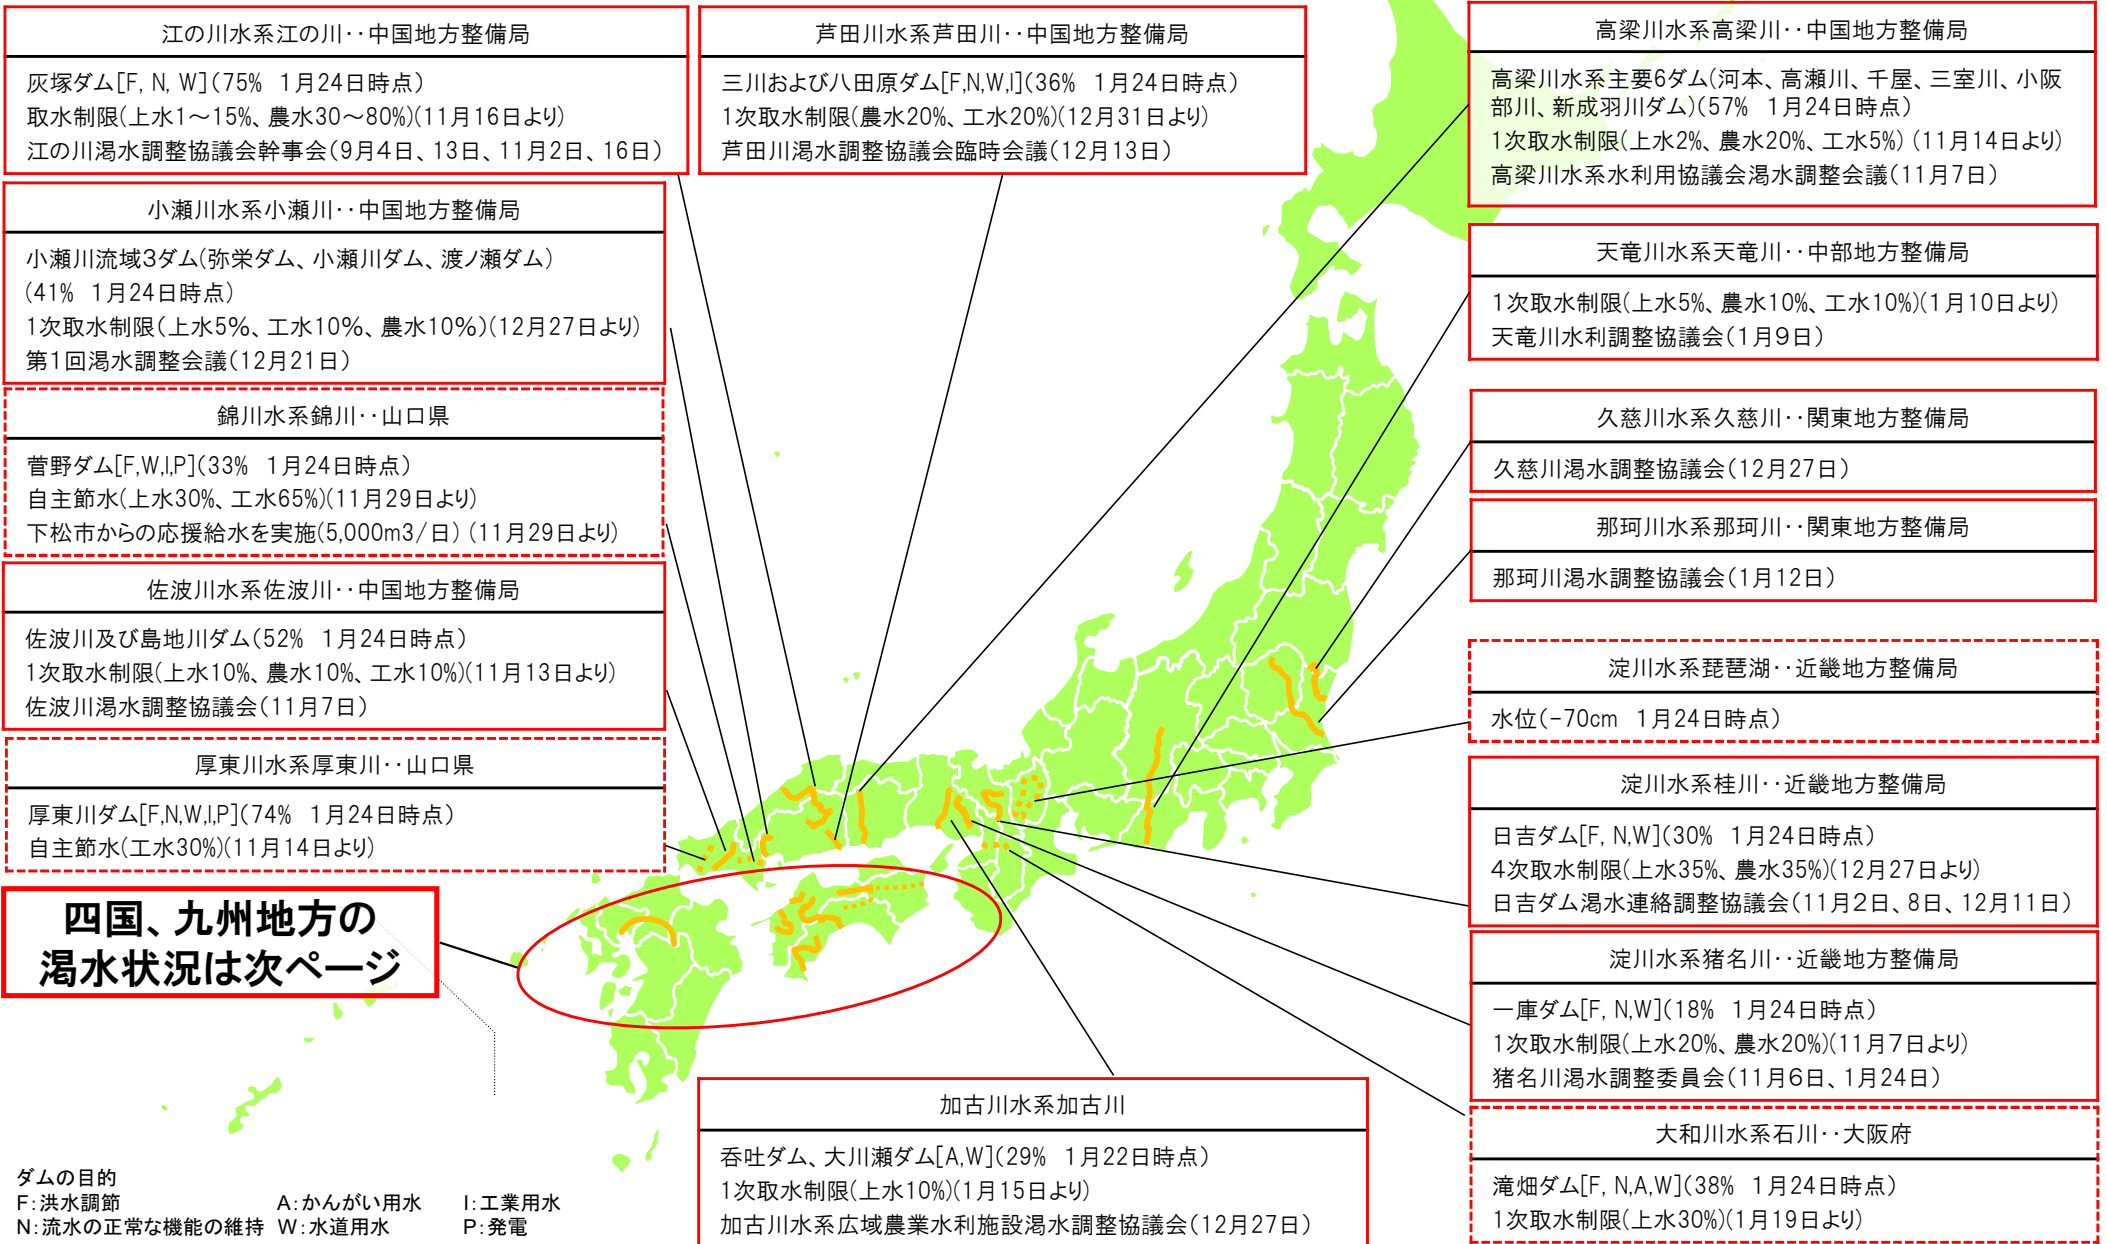 江の川水系江の川‥中国地方整備局
灰塚ダム[F, N, W](75% 1月24日時点)
取水制限(上水1～15%、農水30～80%)(11月16日より)
江の川渇水調整協議会幹事会(9月4日、13日、11月2日、16日)
芦田川水系芦田川‥中国地方整備局
三川および八田原ダム[F,N,W,I](36% 1月24日時点)
1次取水制限(農水20%、工水20%)(12月31日より)
芦田川渇水調整協議会臨時会議(12月13日)
高梁川水系高梁川‥中国地方整備局
高梁川水系主要6ダム(河本、高瀬川、千屋、三室川、小阪
部川、新成羽川ダム)(57% 1月24日時点)
1次取水制限(上水2%、農水20%、工水5%) (11月14日より)
高梁川水系水利用協議会渇水調整会議(11月7日)
小瀬川水系小瀬川‥中国地方整備局
小瀬川流域3ダム(弥栄ダム、小瀬川ダム、渡ノ瀬ダム)
(41% 1月24日時点)
1次取水制限(上水5%、工水10%、農水10%)(12月27日より)
第1回渇水調整会議(12月21日)
天竜川水系天竜川‥中部地方整備局
1次取水制限(上水5%、農水10%、工水10%)(1月10日より)
天竜川水利調整協議会(1月9日)
錦川水系錦川‥山口県
菅野ダム[F,W,I,P](33% 1月24日時点)
自主節水(上水30%、工水65%)(11月29日より)
下松市からの応援給水を実施(5,000m3/日) (11月29日より)
久慈川水系久慈川‥関東地方整備局
久慈川渇水調整協議会(12月27日)
那珂川水系那珂川‥関東地方整備局
那珂川渇水調整協議会(1月12日)
佐波川水系佐波川‥中国地方整備局
佐波川及び島地川ダム(52% 1月24日時点)
1次取水制限(上水10%、農水10%、工水10%)(11月13日より)
佐波川渇水調整協議会(11月7日)
淀川水系琵琶湖‥近畿地方整備局
水位(-70cm 1月24日時点)
厚東川水系厚東川‥山口県
厚東川ダム[F,N,W,I,P](74% 1月24日時点)
自主節水(工水30%)(11月14日より)
淀川水系桂川‥近畿地方整備局
日吉ダム[F, N,W](30% 1月24日時点)
4次取水制限(上水35%、農水35%)(12月27日より)
日吉ダム渇水連絡調整協議会(11月2日、8日、12月11日)
四国、九州地方の
渇水状況は次ページ
淀川水系猪名川‥近畿地方整備局
一庫ダム[F, N,W](18% 1月24日時点)
1次取水制限(上水20%、農水20%)(11月7日より)
猪名川渇水調整委員会(11月6日、1月24日)
加古川水系加古川
呑吐ダム、大川瀬ダム[A,W](29% 1月22日時点)
1次取水制限(上水10%)(1月15日より)
加古川水系広域農業水利施設渇水調整協議会(12月27日)
大和川水系石川‥大阪府
滝畑ダム[F, N,A,W](38% 1月24日時点)
1次取水制限(上水30%)(1月19日より)
ダムの目的
F:洪水調節 A:かんがい用水 I:工業用水
N:流水の正常な機能の維持 W:水道用水 P:発電